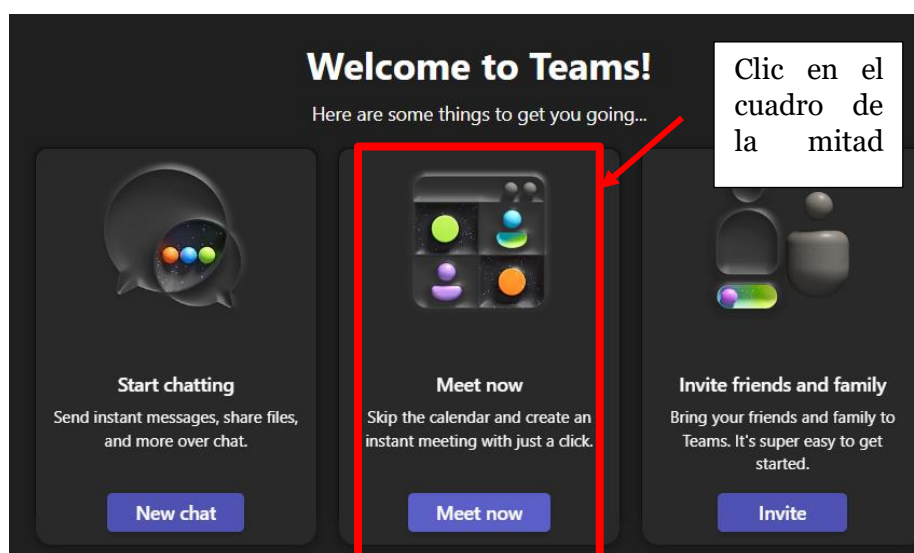 Welcome to Teams!
Here are some things to get you going...
Clic en el
cuadro de
la mitad
Start chatting
Send instant messages, share files,
and more over chat.
New chat
Meet now
Skip the calendar and create an
instant meeting with just a click.
Meet now
Invite friends and family
Bring your friends and family to
Teams. It's super easy to get
started.
Invite